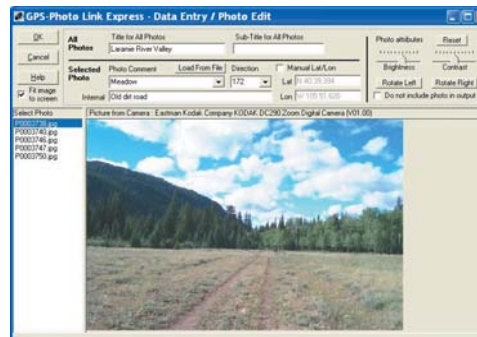 GPS-Photo Link Express - Data Entry / Photo Edit
OK
Cancel
Help
Fit image to screen
All Photos
Title for All Photos
Laramie River Valley
Sub-Title for All Photos
Selected Photo
Photo Comment
Load From File
Meadow
Direction
172
Manual Lat/Lon
Lat
Lon
Internal
Old dirt road
Photo attributes
Reset
Brightness
Contrast
Rotate Left
Rotate Right
Do not include photo in output
Select Photo
P0003738.jpg
P0003743.jpg
P0003746.jpg
P0003747.jpg
P0003750.jpg
Picture from Camera : Eastman Kodak Company KODAK DC290 Zoom Digital Camera (V01.00)